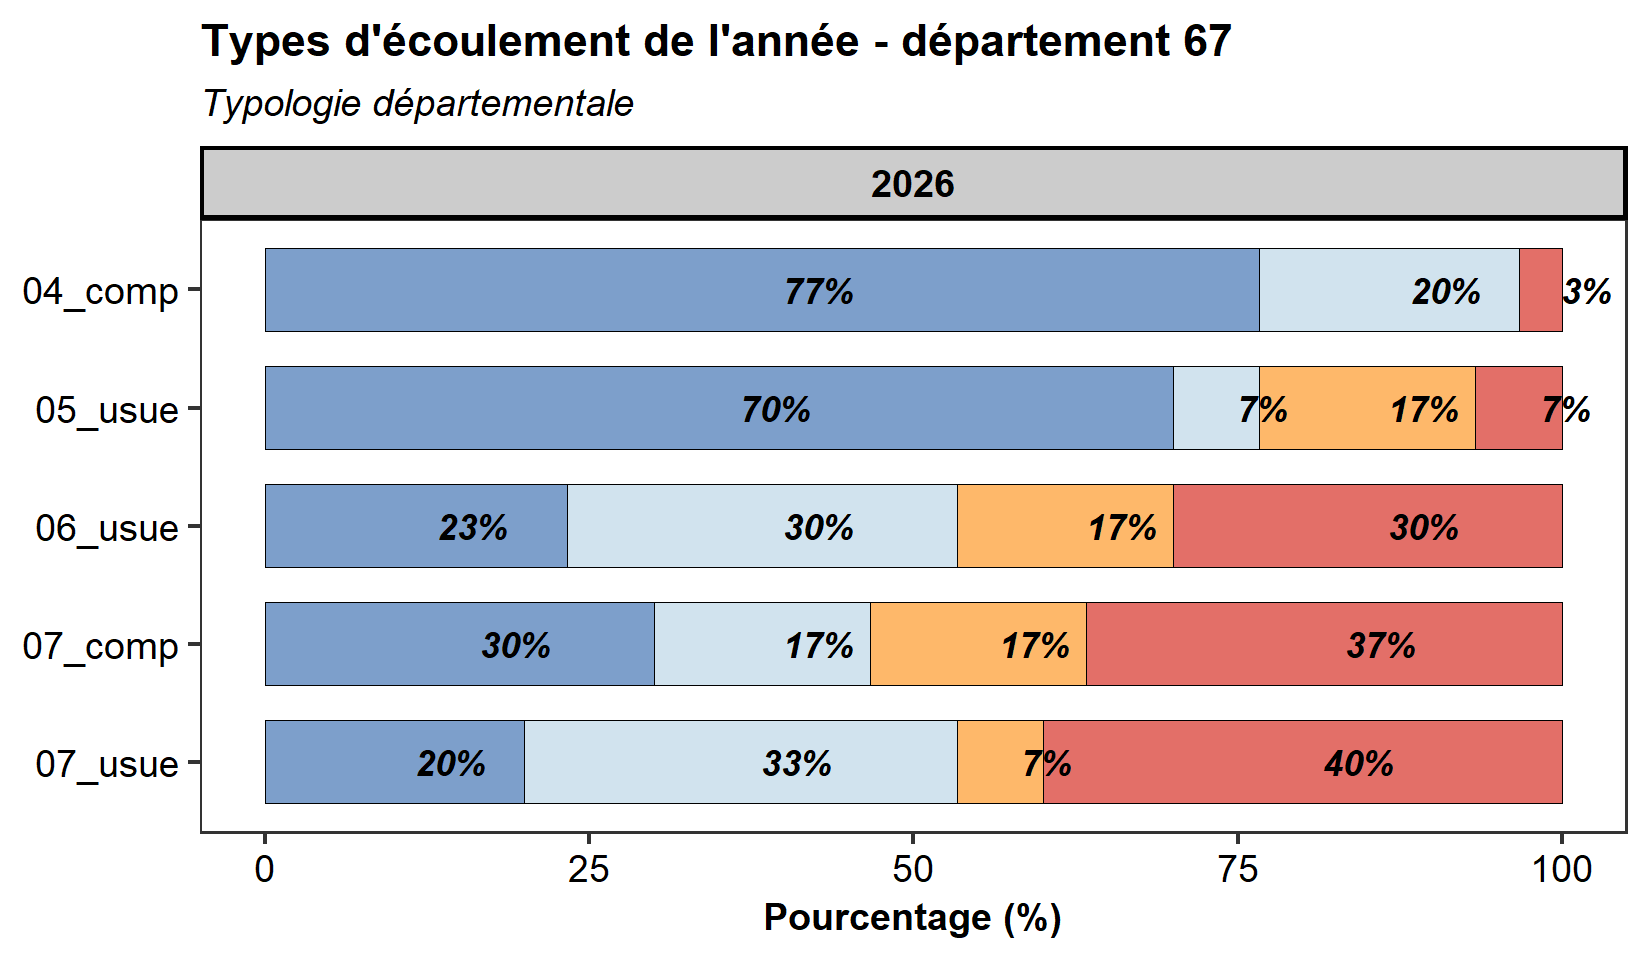 Types d'écoulement de l'année - département 67
Typologie départementale
2026
04_comp 77% 20% 3%
05_usue 70% 7% 17% 7%
06_usue 23% 30% 17% 30%
07_comp 30% 17% 17% 37%
07_usue 20% 33% 7% 40%
0 25 50 75 100
Pourcentage (%)